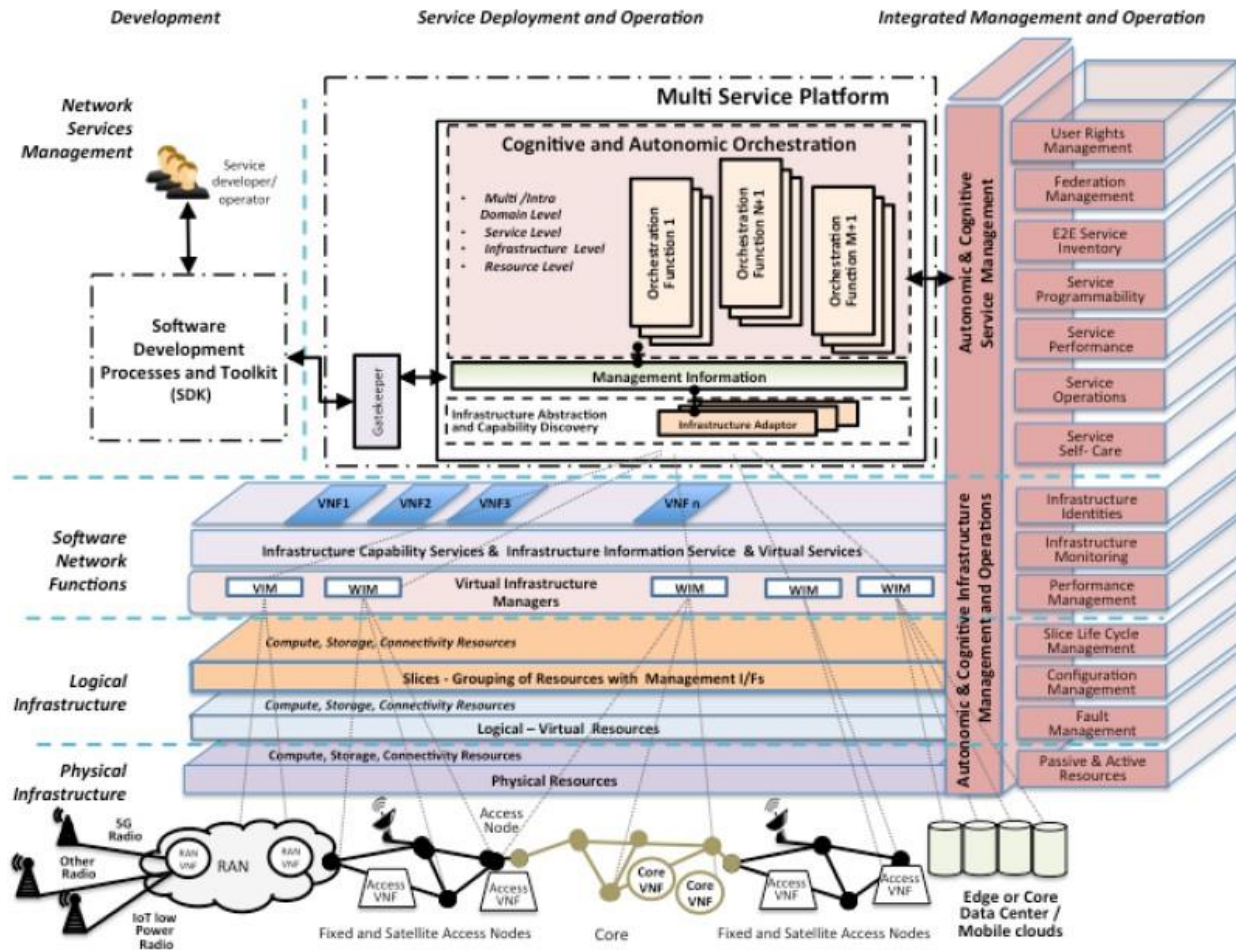 Development
Service Deployment and Operation
Integrated Management and Operation
Network
Services
Management
Service
developer/
operator
Software
Development
Processes and Toolkit
(SDK)
Multi Service Platform
Cognitive and Autonomic Orchestration
• Multi /Intra
Domain Level
• Service Level
• Infrastructure Level
• Resource Level
Orchestration
Function 1
Orchestration
Function N+1
Orchestration
Function M+1
Gatekeeper
Management Information
Infrastructure Abstraction
and Capability Discovery
Infrastructure Adaptor
Autonomic & Cognitive
Service Management
User Rights
Management
Federation
Management
E2E Service
Inventory
Service
Programmability
Service
Performance
Service
Operations
Service
Self- Care
Software
Network
Functions
VNF1
VNF2
VNF3
VNF n
Infrastructure Capability Services & Infrastructure Information Service & Virtual Services
VIM
WIM
Virtual Infrastructure
Managers
WIM
WIM
WIM
Autonomic & Cognitive Infrastructure
Management and Operations
Infrastructure
Identities
Infrastructure
Monitoring
Performance
Management
Slice Life Cycle
Management
Configuration
Management
Fault
Management
Passive & Active
Resources
Logical
Infrastructure
Compute, Storage, Connectivity Resources
Slices - Grouping of Resources with Management I/Fs
Compute, Storage, Connectivity Resources
Logical – Virtual Resources
Physical
Infrastructure
Compute, Storage, Connectivity Resources
Physical Resources
5G
Radio
Other
Radio
IoT low
Power
Radio
RAN
VNF
RAN
RAN
VNF
Access
Node
Access
VNF
Access
VNF
Fixed and Satellite Access Nodes
Core
VNF
Core
VNF
Core
Access
VNF
Access
VNF
Fixed and Satellite Access Nodes
Edge or Core
Data Center /
Mobile clouds